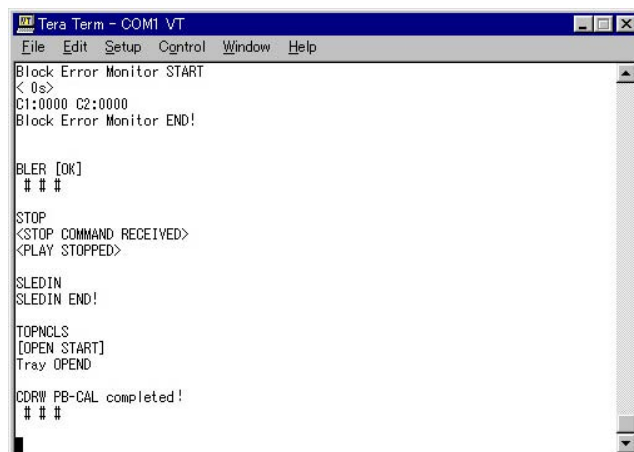 Tera Term - COM1 VT
File Edit Setup Control Window Help
Block Error Monitor START
< 0s>
C1:0000 C2:0000
Block Error Monitor END!
BLER [OK]
# # #
STOP
<STOP COMMAND RECEIVED>
<PLAY STOPPED>
SLEDIN
SLEDIN END!
TOPNCLS
[OPEN START]
Tray OPEND
CDRW PB-CAL completed!
# # #